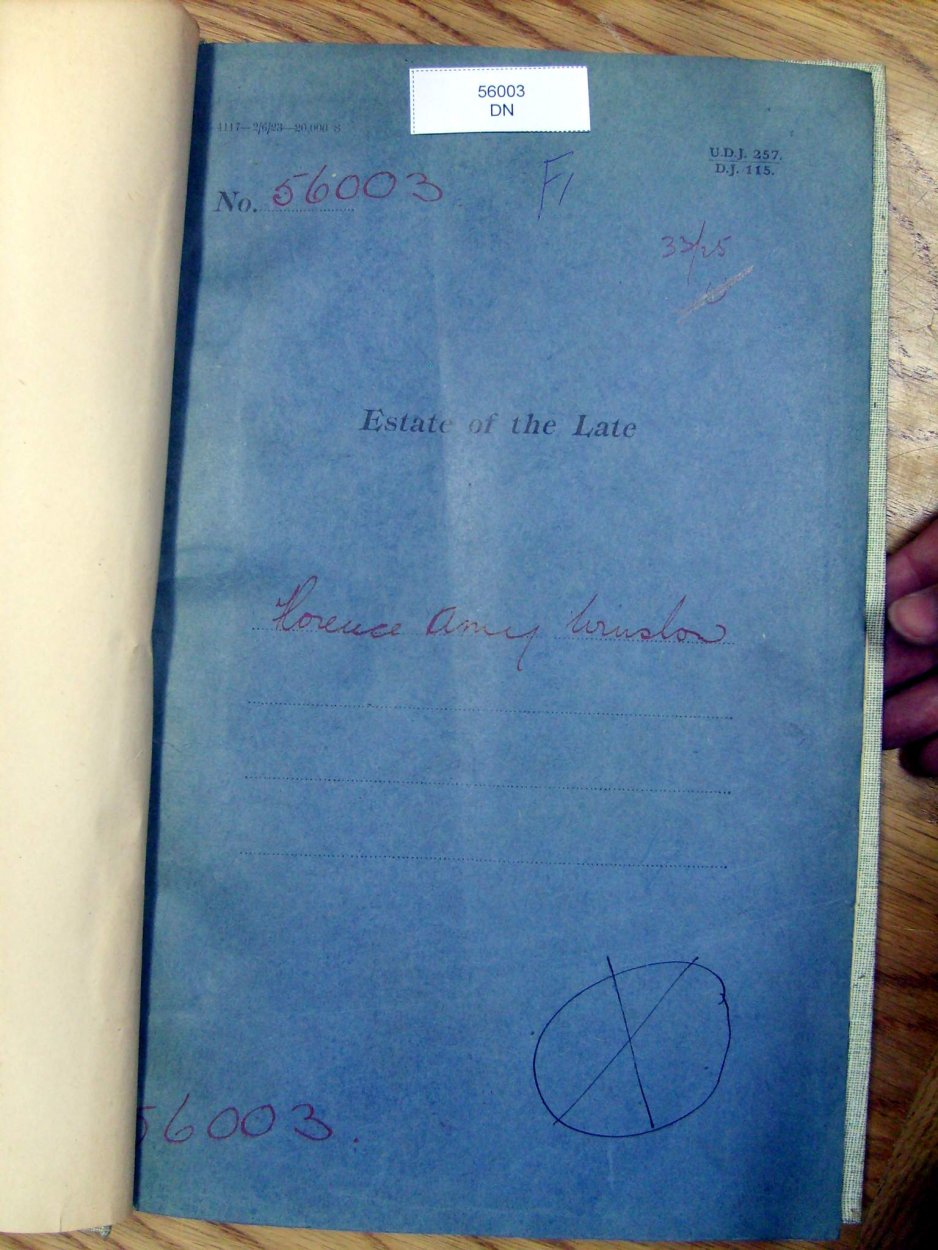 56003
DN
1117—2/6/23—20,000 S
U.D.J. 257.
D.J. 115.
No. 56003
F1
33/25
Estate of the Late
Florence Amy Winslow
56003.